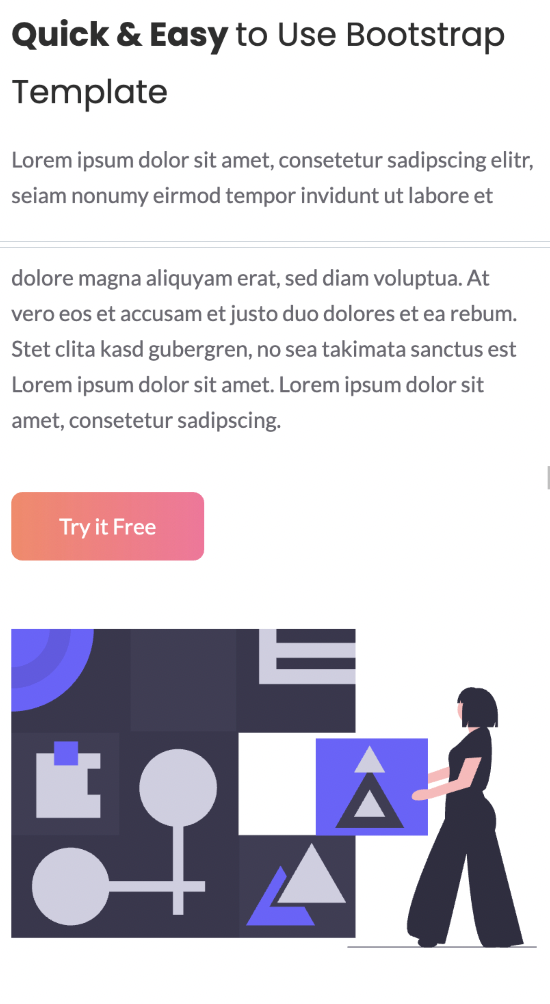 Quick & Easy to Use Bootstrap
Template
Lorem ipsum dolor sit amet, consetetur sadipscing elitr,
seiam nonumy eirmod tempor invidunt ut labore et
dolore magna aliquyam erat, sed diam voluptua. At
vero eos et accusam et justo duo dolores et ea rebum.
Stet clita kasd gubergren, no sea takimata sanctus est
Lorem ipsum dolor sit amet. Lorem ipsum dolor sit
amet, consetetur sadipscing.
Try it Free